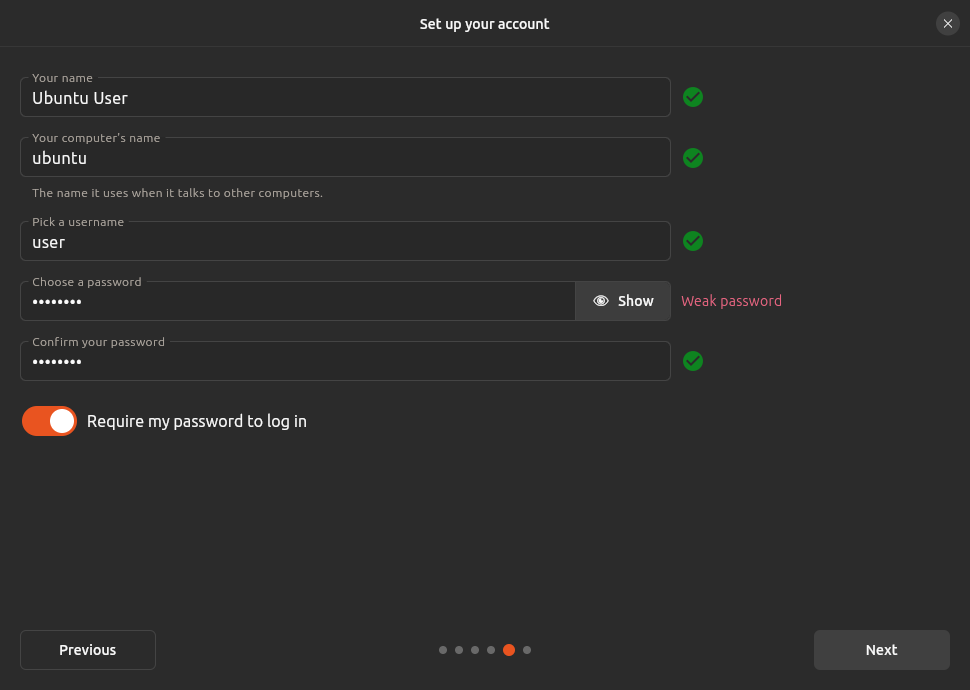 Set up your account
Your name
Ubuntu User
Your computer's name
ubuntu
The name it uses when it talks to other computers.
Pick a username
user
Choose a password
••••••••
Show
Weak password
Confirm your password
••••••••
Require my password to log in
Previous
Next